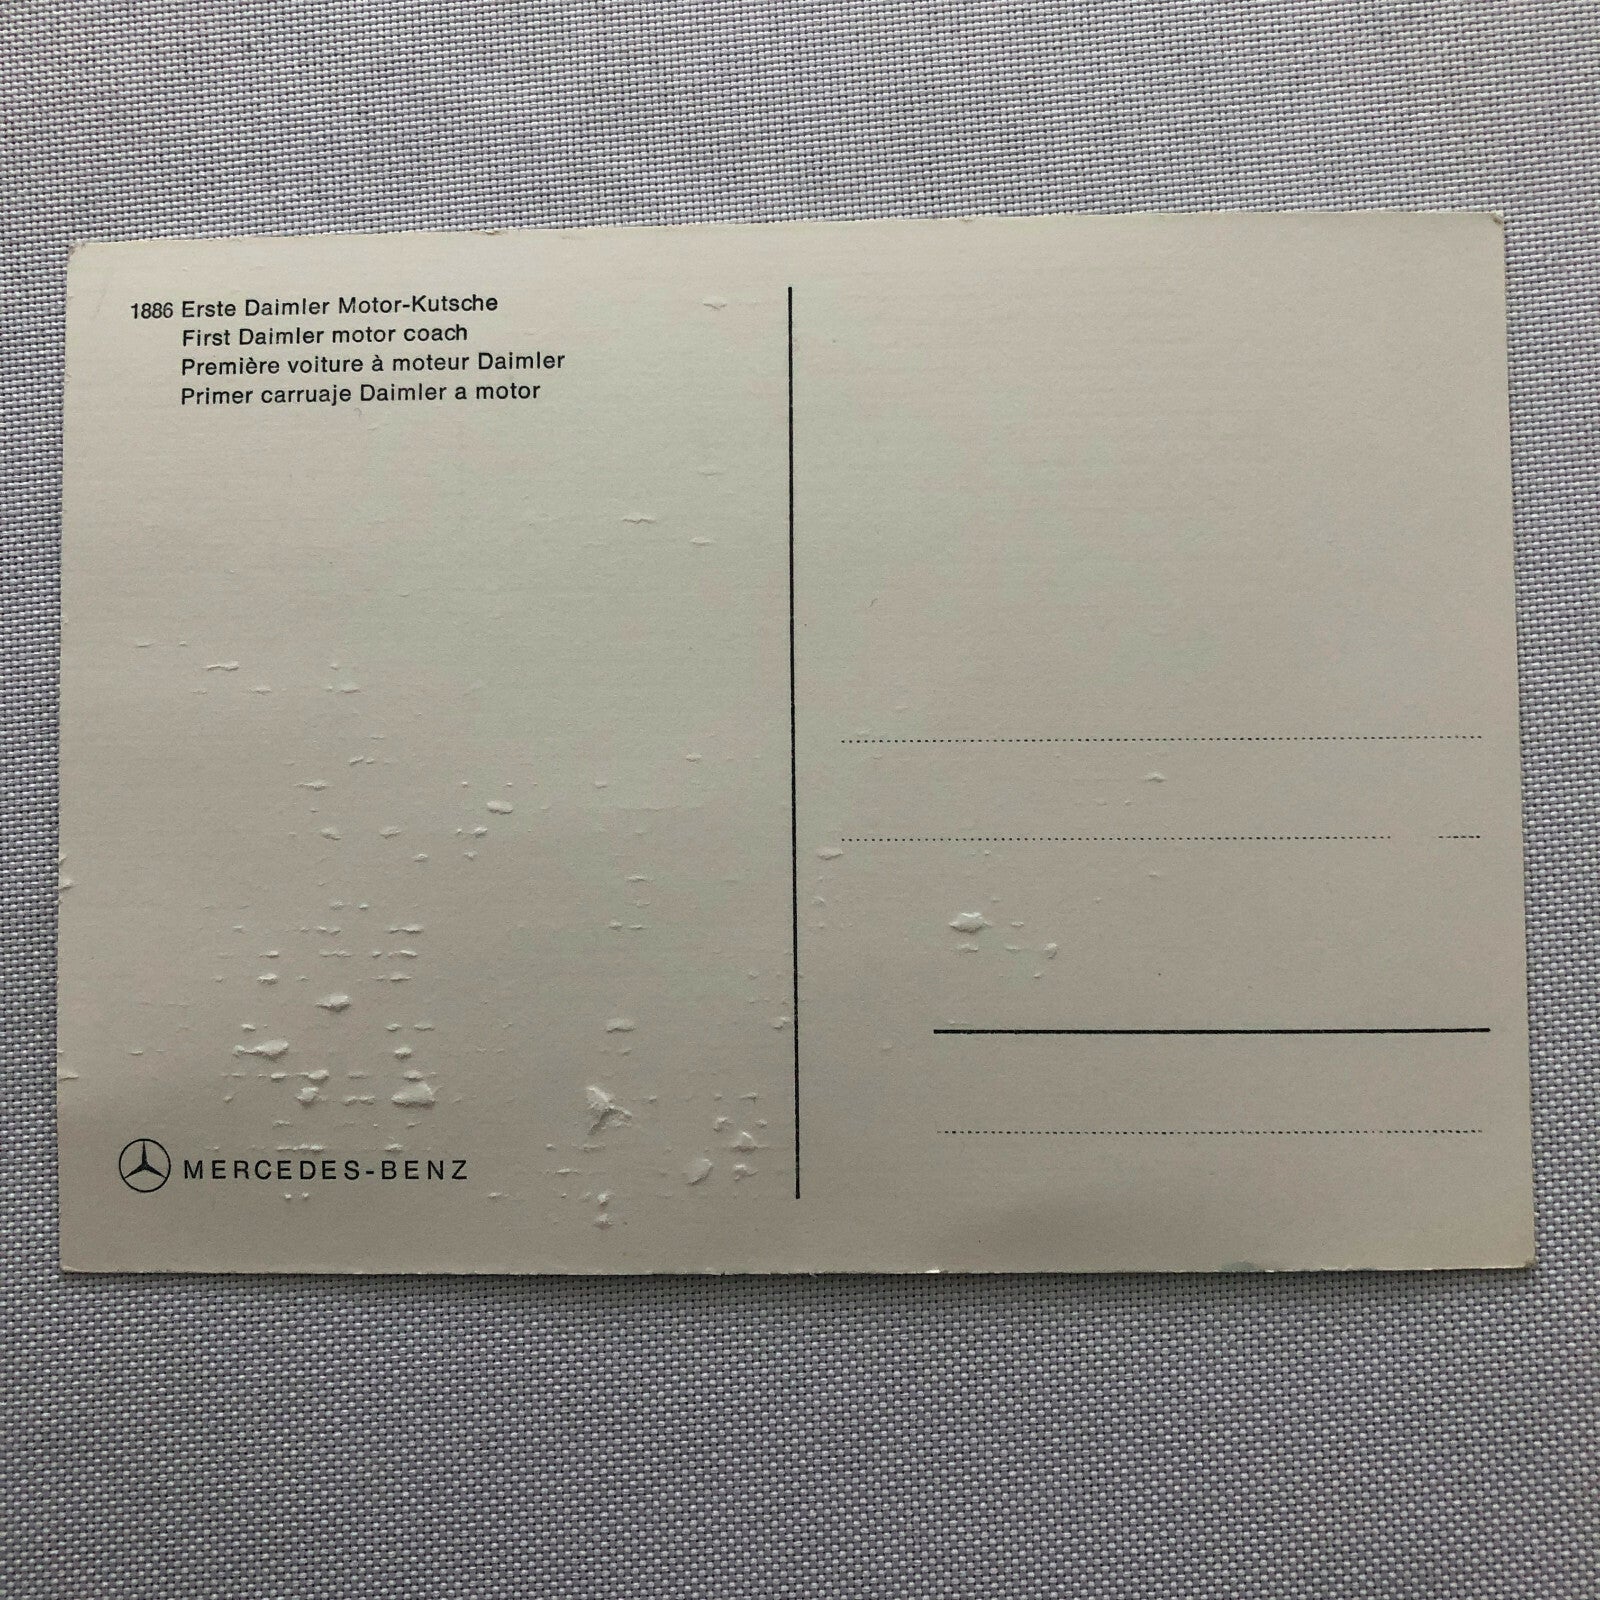 1886 Erste Daimler Motor-Kutsche
First Daimler motor coach
Première voiture à moteur Daimler
Primer carruaje Daimler a motor
MERCEDES-BENZ